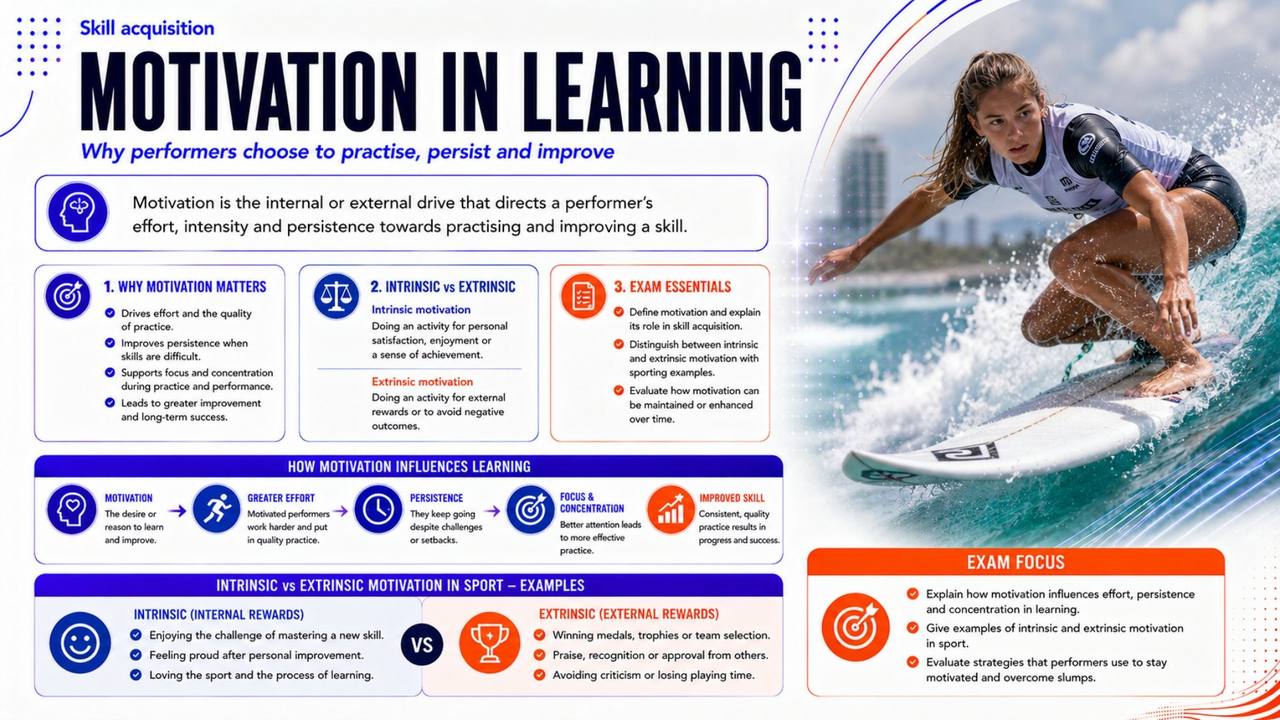 Skill acquisition
MOTIVATION IN LEARNING
Why performers choose to practise, persist and improve
Motivation is the internal or external drive that directs a performer's
effort, intensity and persistence towards practising and improving a skill.
1. WHY MOTIVATION MATTERS
Drives effort and the quality
of practice.
Improves persistence when
skills are difficult.
Supports focus and concentration
during practice and performance.
Leads to greater improvement
and long-term success.
2. INTRINSIC vs EXTRINSIC
Intrinsic motivation
Doing an activity for personal
satisfaction, enjoyment or
a sense of achievement.
Extrinsic motivation
Doing an activity for external
rewards or to avoid negative
outcomes.
3. EXAM ESSENTIALS
Define motivation and explain
its role in skill acquisition.
Distinguish between intrinsic
and extrinsic motivation with
sporting examples.
Evaluate how motivation can
be maintained or enhanced
over time.
HOW MOTIVATION INFLUENCES LEARNING
MOTIVATION
The desire or
reason to learn
and improve.
GREATER EFFORT
Motivated performers
work harder and put
in quality practice.
PERSISTENCE
They keep going
despite challenges
or setbacks.
FOCUS &
CONCENTRATION
Better attention leads
to more effective
practice.
IMPROVED SKILL
Consistent, quality
practice results in
progress and success.
INTRINSIC vs EXTRINSIC MOTIVATION IN SPORT – EXAMPLES
INTRINSIC (INTERNAL REWARDS)
Enjoying the challenge of mastering a new skill.
Feeling proud after personal improvement.
Loving the sport and the process of learning.
VS
EXTRINSIC (EXTERNAL REWARDS)
Winning medals, trophies or team selection.
Praise, recognition or approval from others.
Avoiding criticism or losing playing time.
EXAM FOCUS
Explain how motivation influences effort, persistence
and concentration in learning.
Give examples of intrinsic and extrinsic motivation
in sport.
Evaluate strategies that performers use to stay
motivated and overcome slumps.